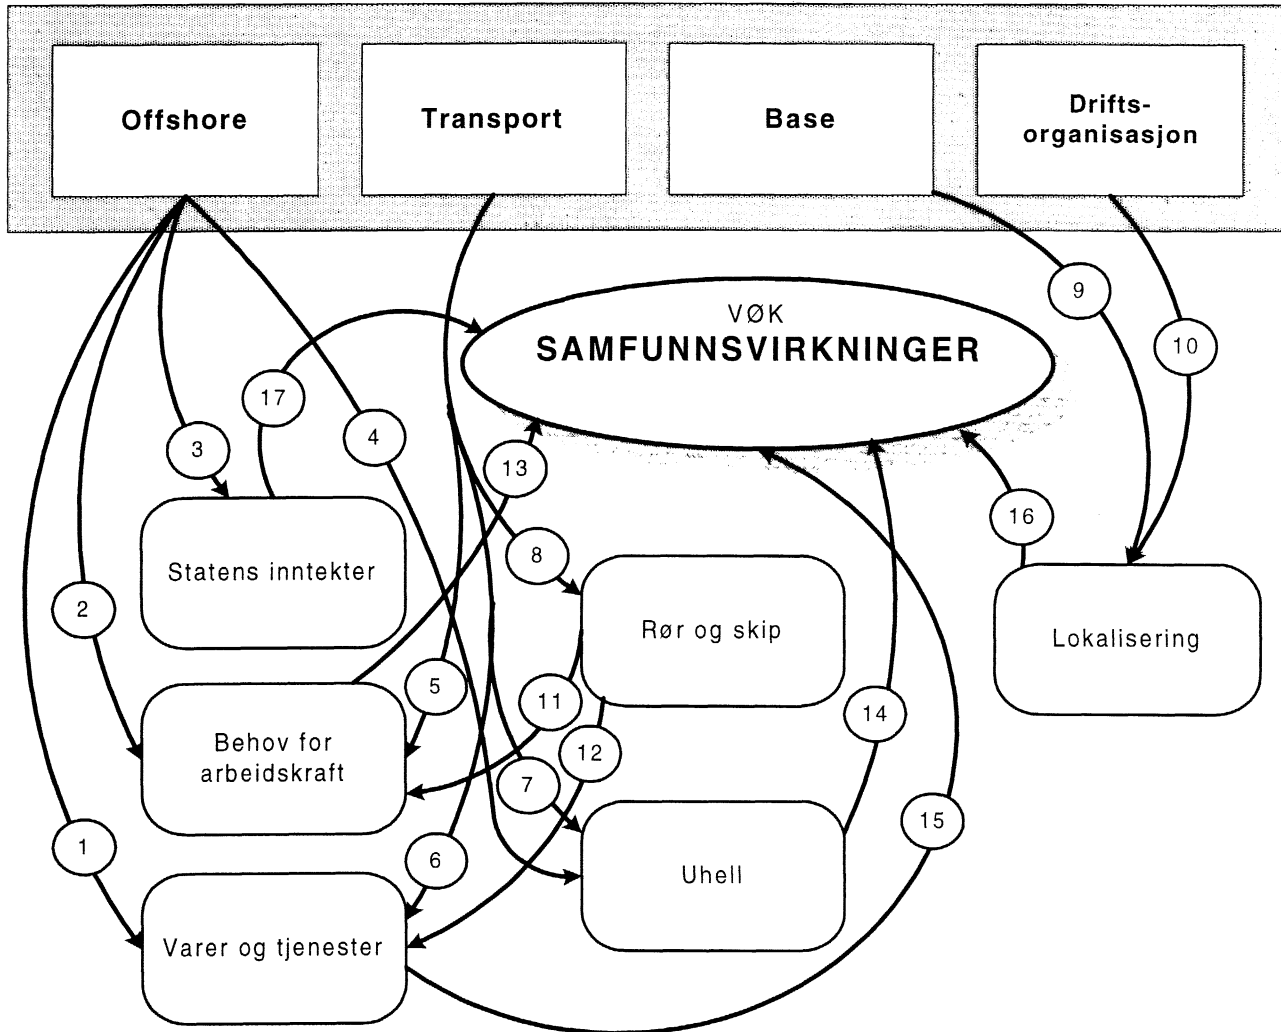 Offshore
Transport
Base
Drifts-
organisasjon
VØK
SAMFUNNSVIRKNINGER
9
10
17
3
4
13
16
8
Statens inntekter
2
Rør og skip
Lokalisering
5
11
14
Behov for
arbeidskraft
12
7
15
1
6
Uhell
Varer og tjenester